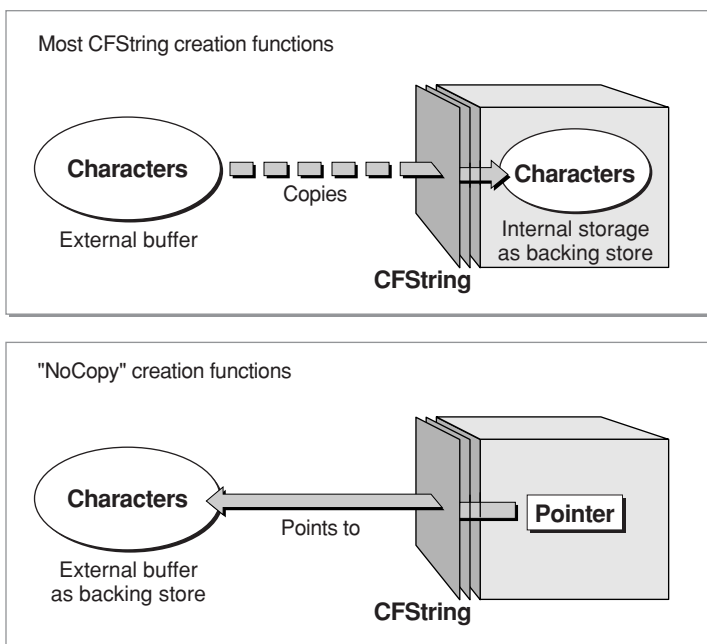 Most CFString creation functions
Characters
Copies
Characters
External buffer
Internal storage
as backing store
CFString
"NoCopy" creation functions
Characters
Points to
Pointer
External buffer
as backing store
CFString